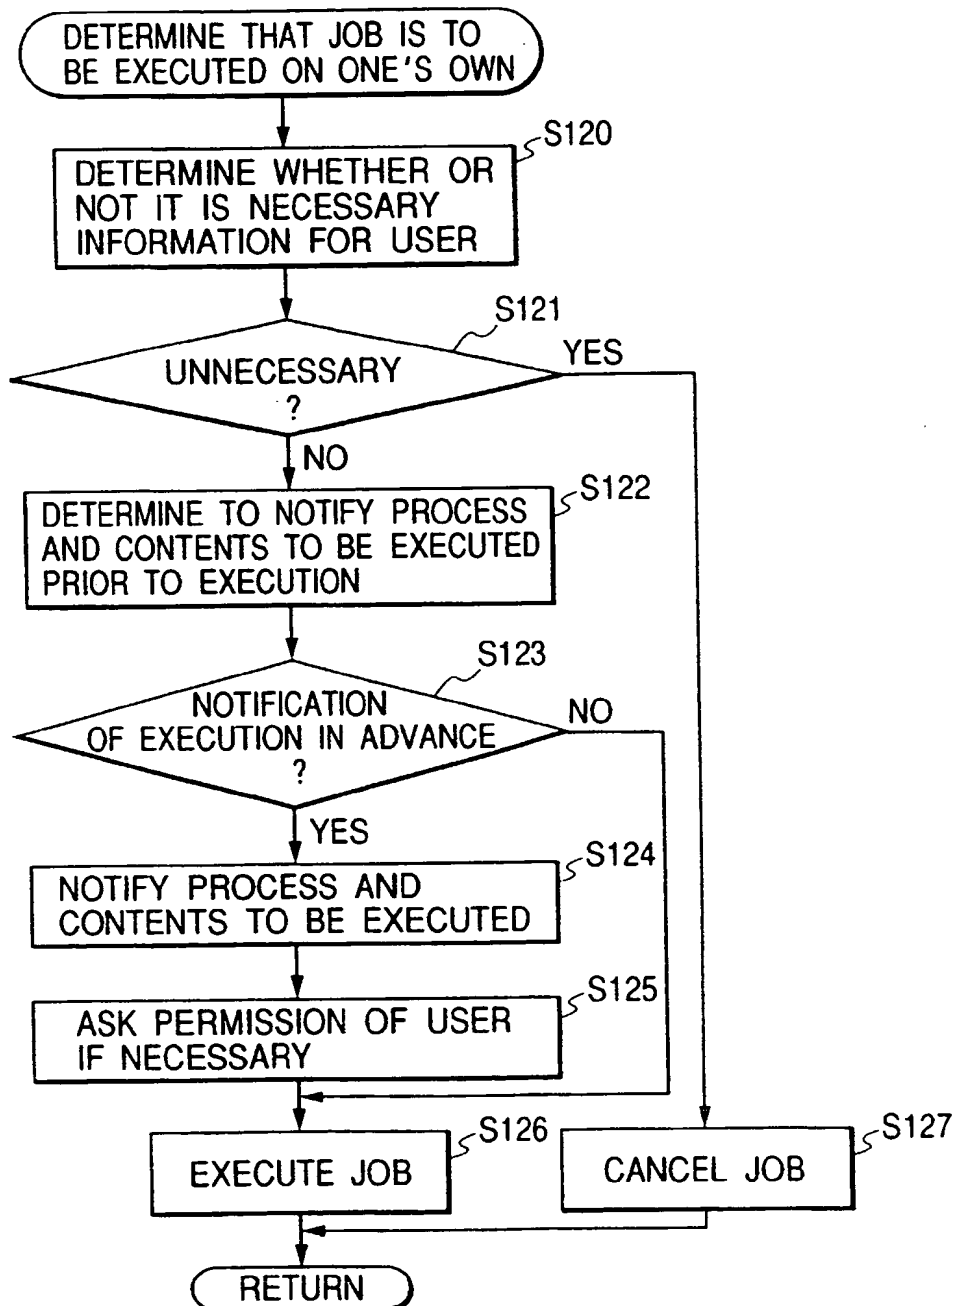 DETERMINE THAT JOB IS TO
BE EXECUTED ON ONE'S OWN
S120
DETERMINE WHETHER OR
NOT IT IS NECESSARY
INFORMATION FOR USER
S121
UNNECESSARY
?
YES
NO
S122
DETERMINE TO NOTIFY PROCESS
AND CONTENTS TO BE EXECUTED
PRIOR TO EXECUTION
S123
NOTIFICATION
OF EXECUTION IN ADVANCE
?
NO
YES
S124
NOTIFY PROCESS AND
CONTENTS TO BE EXECUTED
S125
ASK PERMISSION OF USER
IF NECESSARY
S126
EXECUTE JOB
S127
CANCEL JOB
RETURN